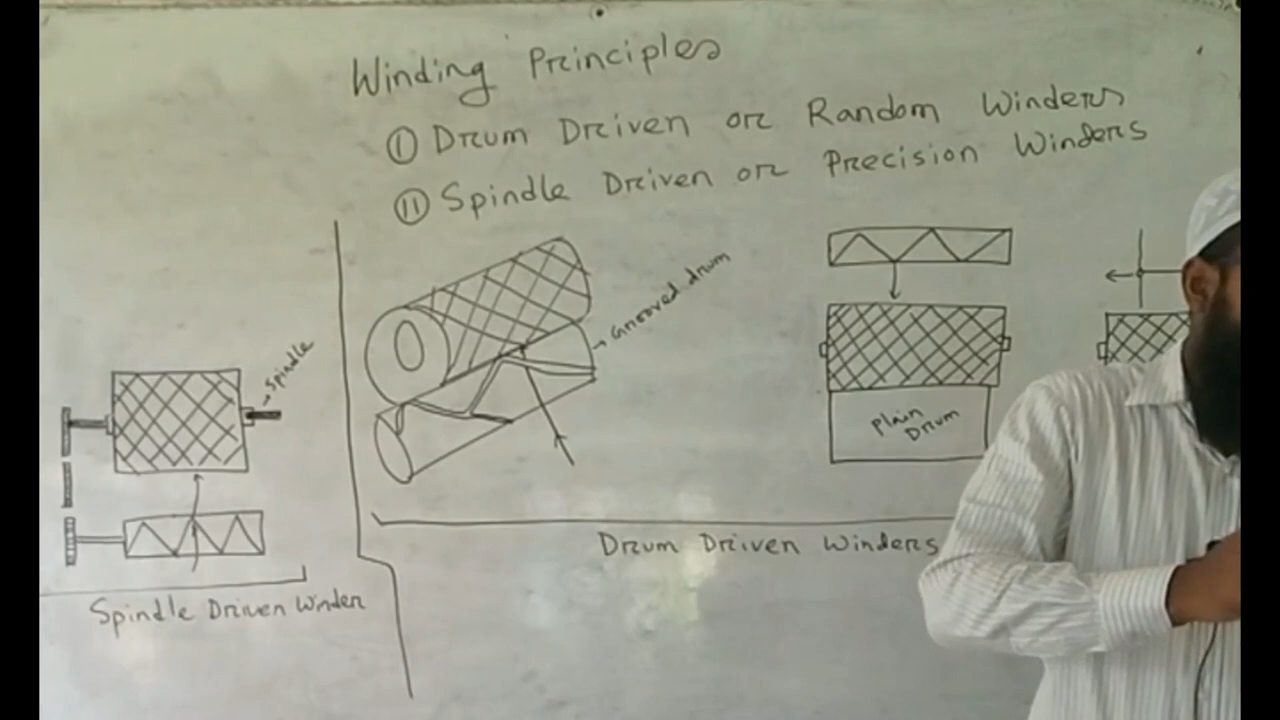 Winding Principles
① Drum Driven or Random Winders
② Spindle Driven or Precision Winders
Spindle
Grooved drum
Plain
Drum
Drum Driven Winders
Spindle Driven Winder